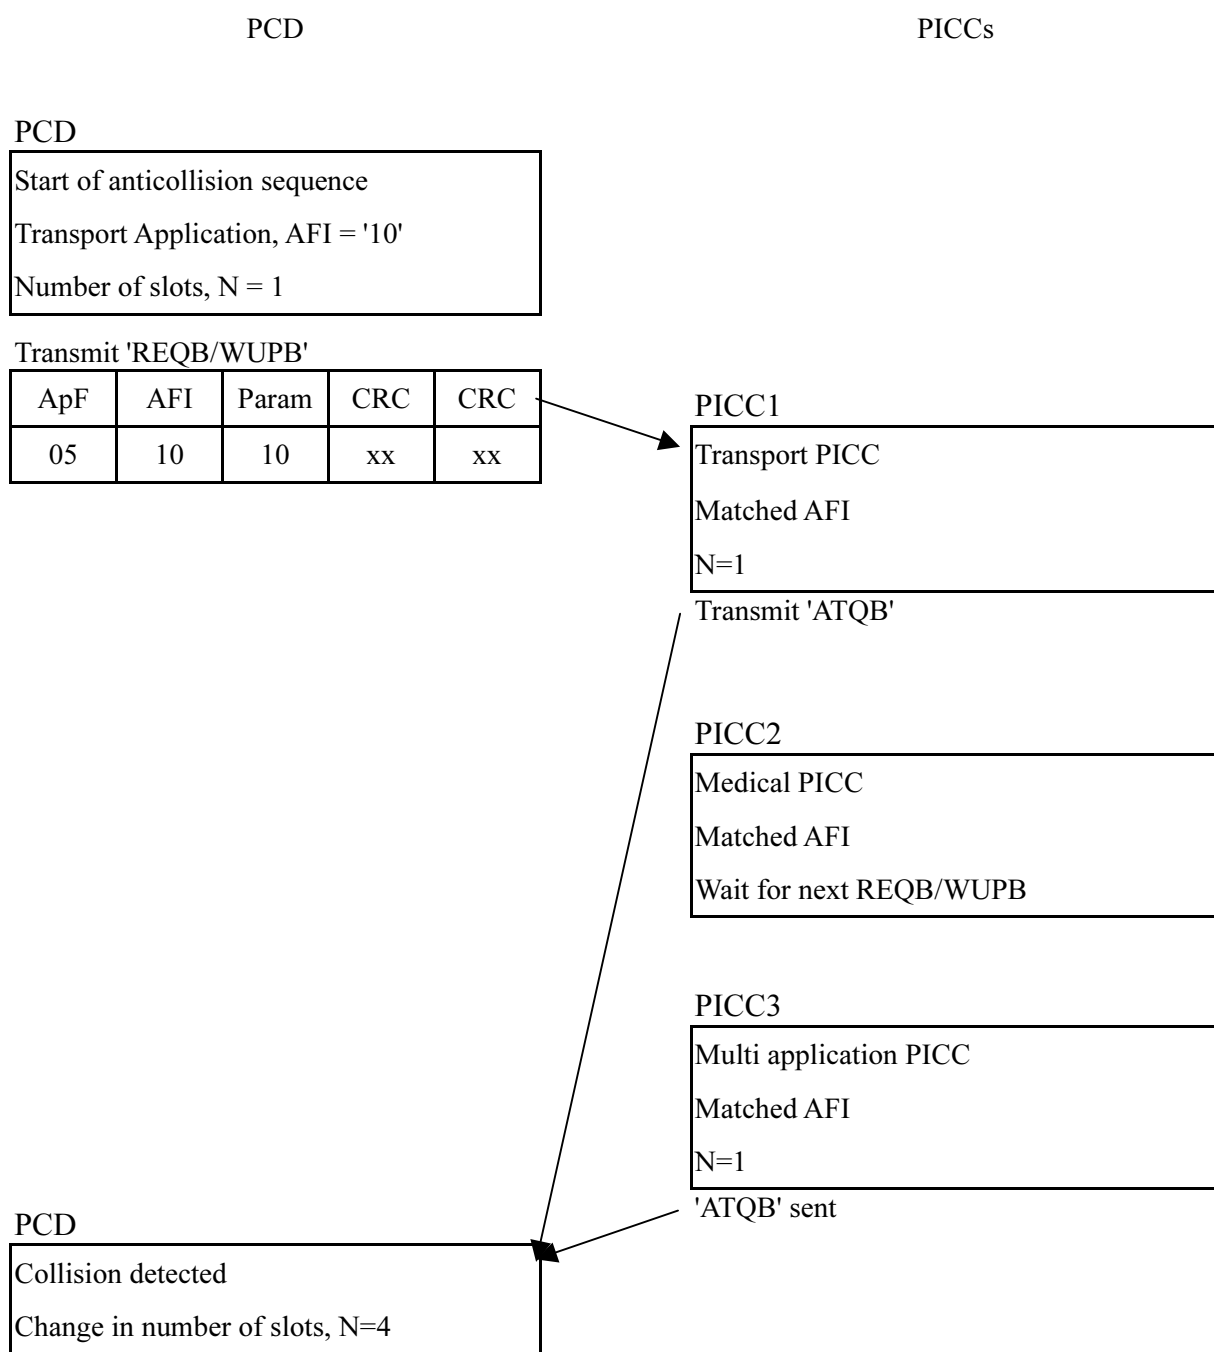 PCD PICCs
PCD
Start of anticollision sequence
Transport Application, AFI = '10'
Number of slots, N = 1
Transmit 'REQB/WUPB'
ApF AFI Param CRC CRC
05 10 10 xx xx
PICC1
Transport PICC
Matched AFI
N=1
Transmit 'ATQB'
PICC2
Medical PICC
Matched AFI
Wait for next REQB/WUPB
PICC3
Multi application PICC
Matched AFI
N=1
'ATQB' sent
PCD
Collision detected
Change in number of slots, N=4